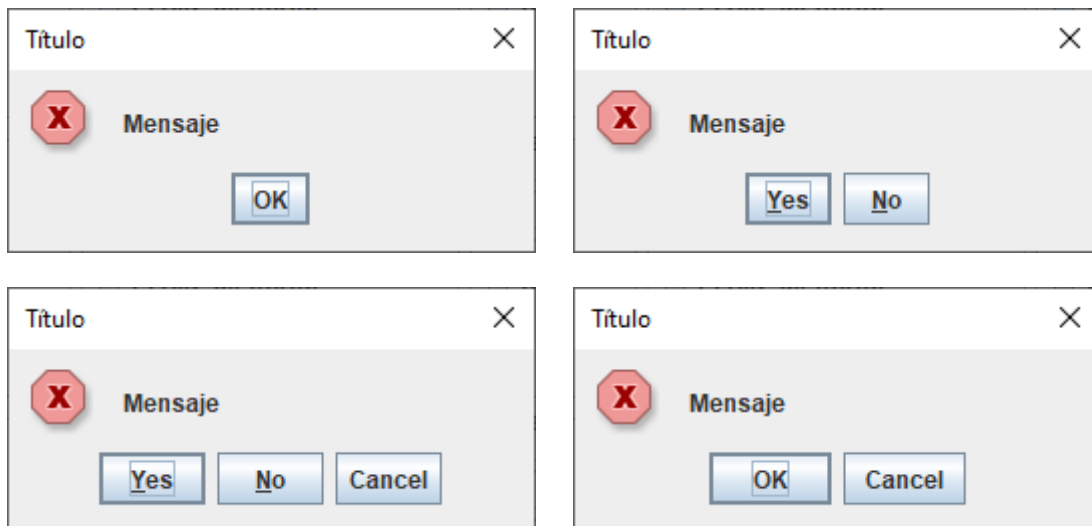 Título
Mensaje
OK
Título
Mensaje
Yes No
Título
Mensaje
Yes No Cancel
Título
Mensaje
OK Cancel